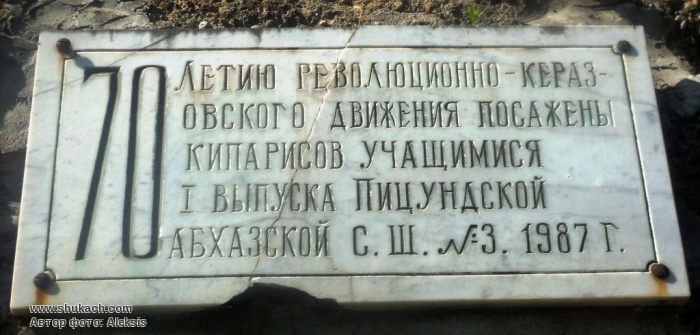 70 ЛЕТИЮ РЕВОЛЮЦИОННО-КЕРАЗ-
ОВСКОГО ДВИЖЕНИЯ ПОСАЖЕНЫ
КИПАРИСОВ УЧАЩИМИСЯ
I ВЫПУСКА ПИЦУНДСКОЙ
АБХАЗСКОЙ С.Ш. №3. 1987 Г.
www.shukach.com
Автор фото: Aleksis